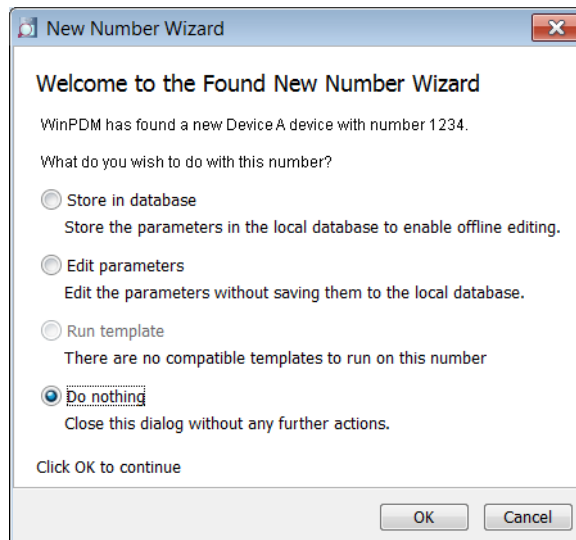 New Number Wizard
Welcome to the Found New Number Wizard
WinPDM has found a new Device A device with number 1234.
What do you wish to do with this number?
Store in database
Store the parameters in the local database to enable offline editing.
Edit parameters
Edit the parameters without saving them to the local database.
Run template
There are no compatible templates to run on this number
Do nothing
Close this dialog without any further actions.
Click OK to continue
OK Cancel